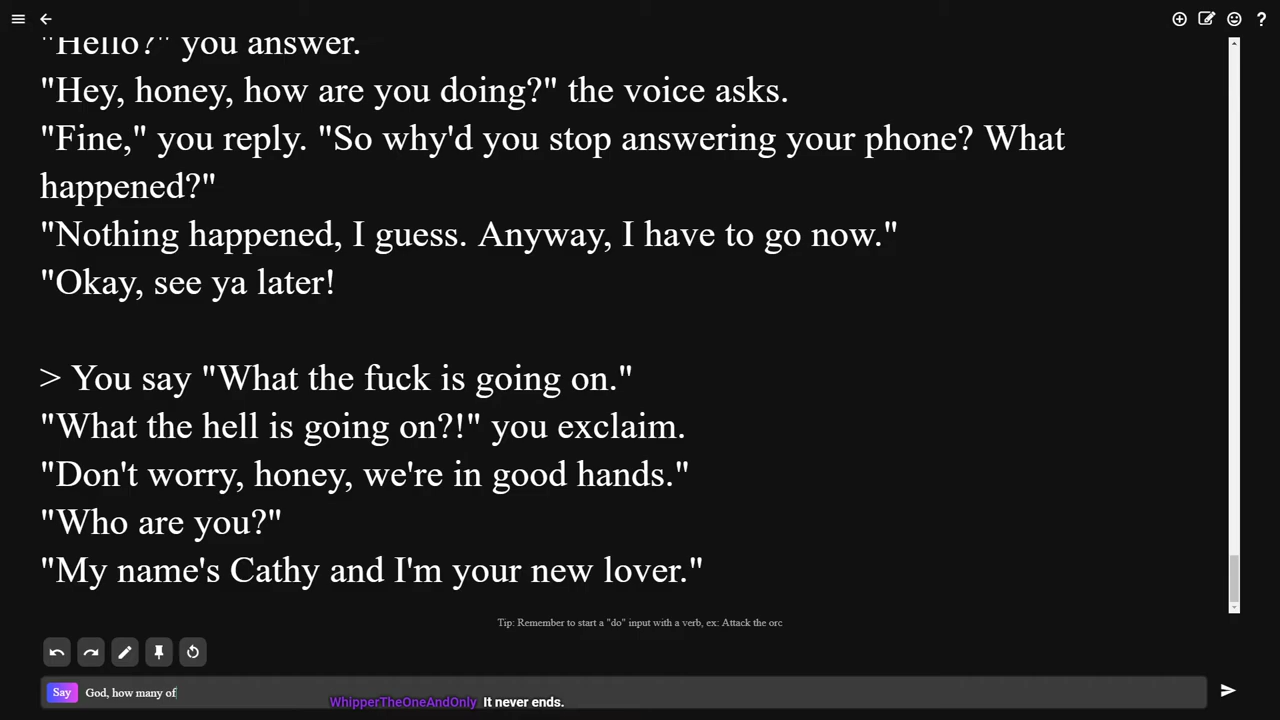 "Hello?" you answer.
"Hey, honey, how are you doing?" the voice asks.
"Fine," you reply. "So why'd you stop answering your phone? What
happened?"
"Nothing happened, I guess. Anyway, I have to go now."
"Okay, see ya later!
> You say "What the fuck is going on."
"What the hell is going on?!" you exclaim.
"Don't worry, honey, we're in good hands."
"Who are you?"
"My name's Cathy and I'm your new lover."
Tip: Remember to start a "do" input with a verb, ex: Attack the orc
Say God, how many of
WhipperTheOneAndOnly It never ends.